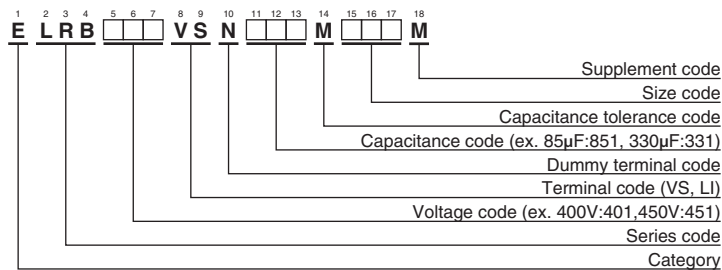 1 2 3 4 5 6 7 8 9 10 11 12 13 14 15 16 17 18
E LRB VS N M M
Supplement code
Size code
Capacitance tolerance code
Capacitance code (ex. 85μF:851, 330μF:331)
Dummy terminal code
Terminal code (VS, LI)
Voltage code (ex. 400V:401,450V:451)
Series code
Category